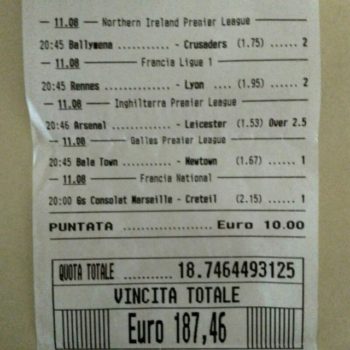 11.08 Northern Ireland Premier League
20:45 Ballymena ........... - Crusaders (1.75) ...... 2
11.08 Francia Ligue 1
20:45 Rennes ............. - Lyon .... (1.95) ...... 2
11.08 Inghilterra Premier League
20:46 Arsenal ............ - Leicester (1.53) Over 2.5
11.08 Galles Premier League
20:45 Bala Town .......... - Newtown (1.67) ...... 1
11.08 Francia National
20:00 Gs Consolat Marseille - Creteil (2.15) ...... 1
PUNTATA .................. Euro 10.00
QUOTA TOTALE ........... 18.7464493125
VINCITA TOTALE
Euro 187,46